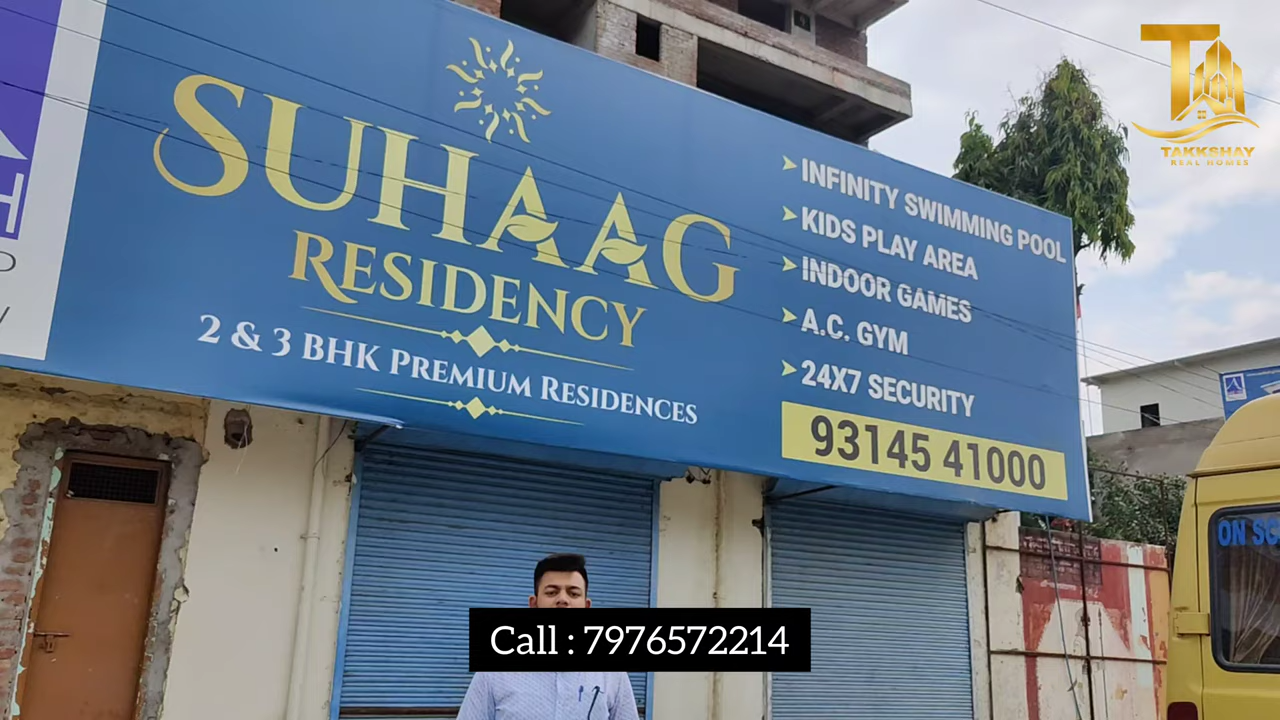 SUHAAG
RESIDENCY
2 & 3 BHK PREMIUM RESIDENCES
➤ INFINITY SWIMMING POOL
➤ KIDS PLAY AREA
➤ INDOOR GAMES
➤ A.C. GYM
➤ 24X7 SECURITY
93145 41000
TAKKSHAY
REAL HOMES
ON SC
Call : 7976572214